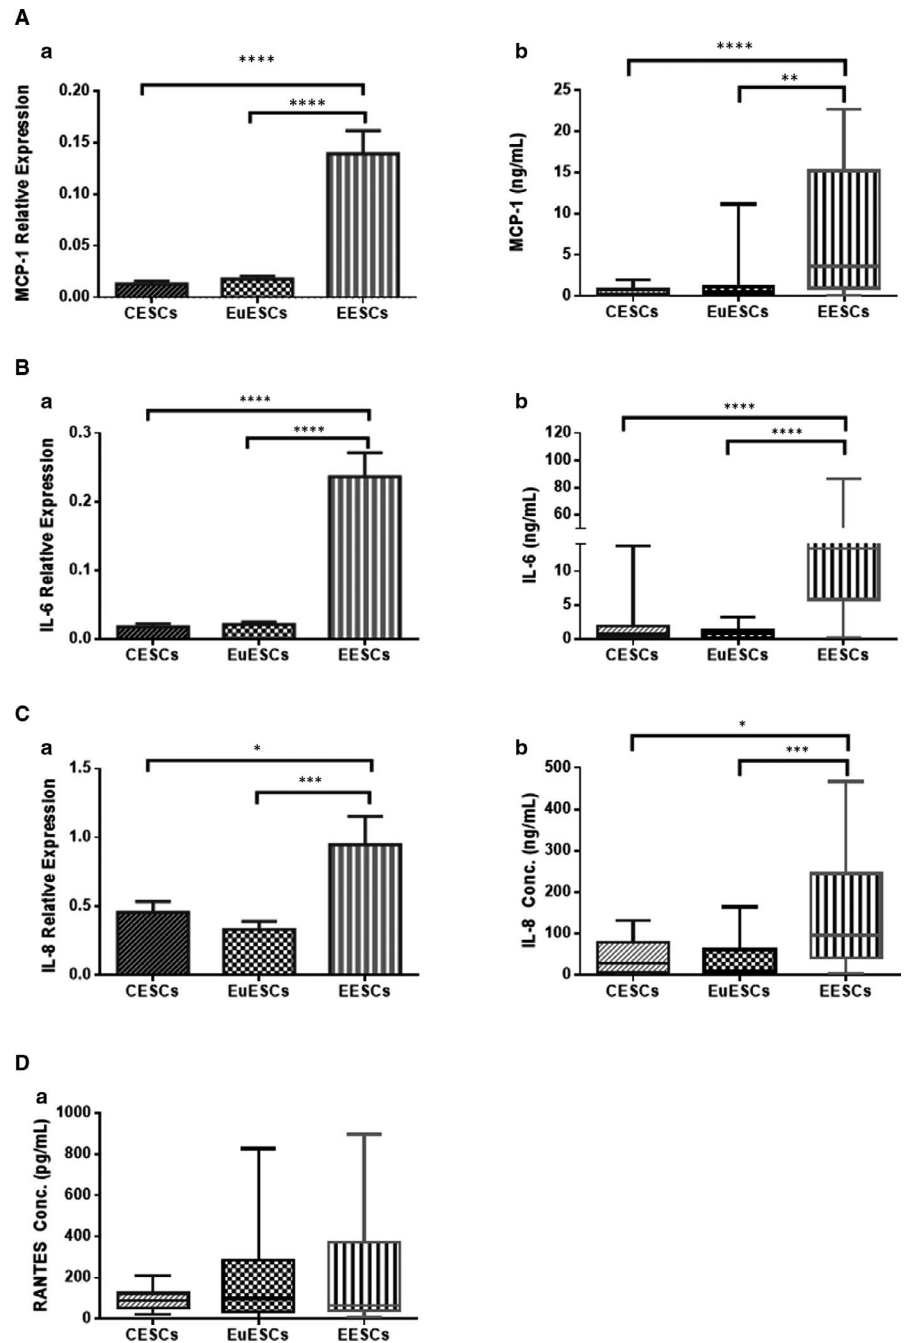 A
a
****
****
MCP-1 Relative Expression
0.20
0.15
0.10
0.05
0.00
CESCs EuESCs EESCs
b
****
**
MCP-1 (ng/mL)
25
20
15
10
5
0
CESCs EuESCs EESCs
B
a
****
****
IL-6 Relative Expression
0.3
0.2
0.1
0.0
CESCs EuESCs EESCs
b
****
****
IL-6 (ng/mL)
120
100
80
60
40
20
10
5
0
CESCs EuESCs EESCs
C
a
*
***
IL-8 Relative Expression
1.5
1.0
0.5
0.0
CESCs EuESCs EESCs
b
*
***
IL-8 Conc. (ng/mL)
500
400
300
200
100
0
CESCs EuESCs EESCs
D
a
RANTES Conc. (pg/mL)
1000
800
600
400
200
0
CESCs EuESCs EESCs